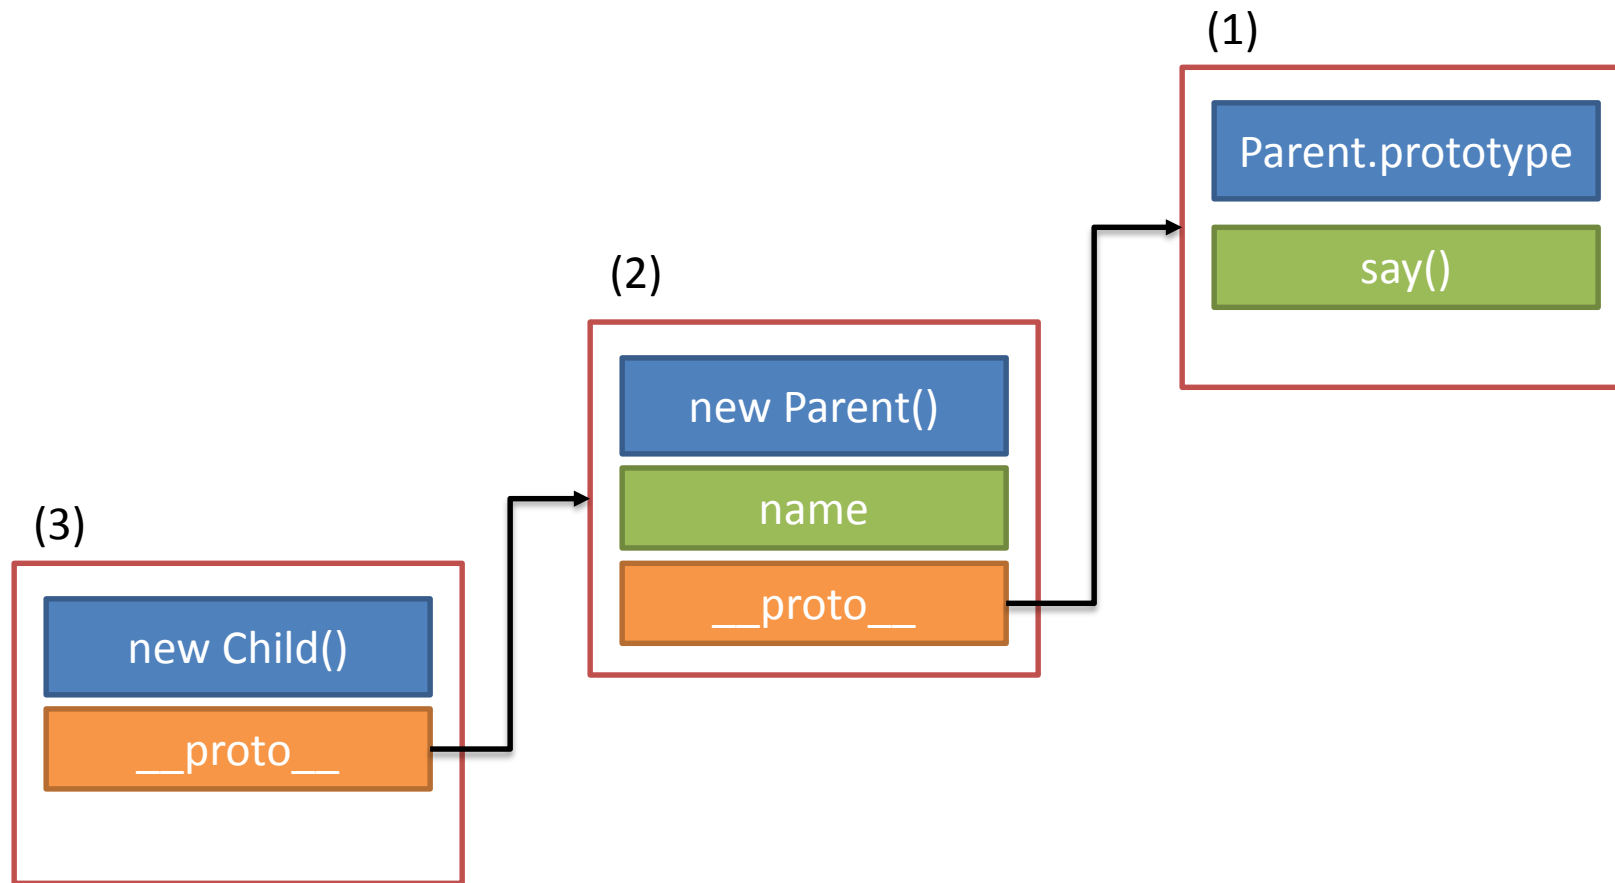 (1)
Parent.prototype
say()
(2)
new Parent()
name
__proto__
(3)
new Child()
__proto__